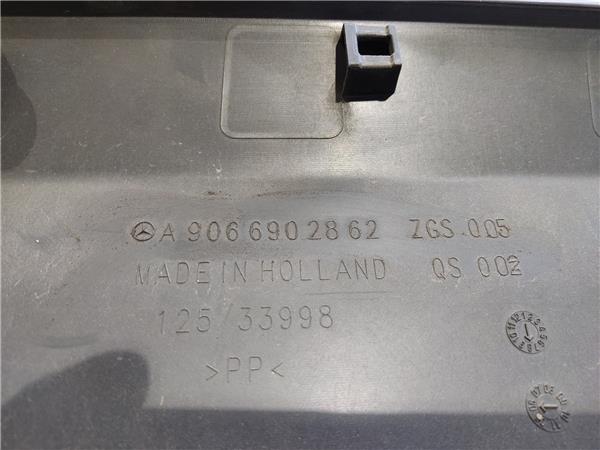 A 906 690 28 62 ZGS 005
MADE IN HOLLAND QS 002
125/33998
>PP<